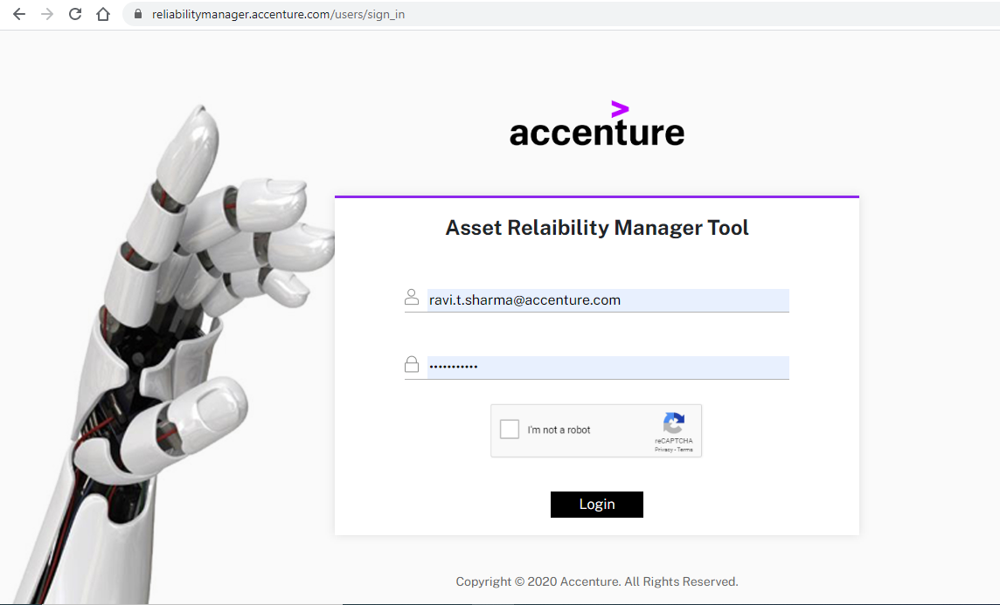 reliabilitymanager.accenture.com/users/sign_in
>
accenture
Asset Relaibility Manager Tool
ravi.t.sharma@accenture.com
•••••••••••
I'm not a robot
reCAPTCHA
Privacy - Terms
Login
Copyright © 2020 Accenture. All Rights Reserved.